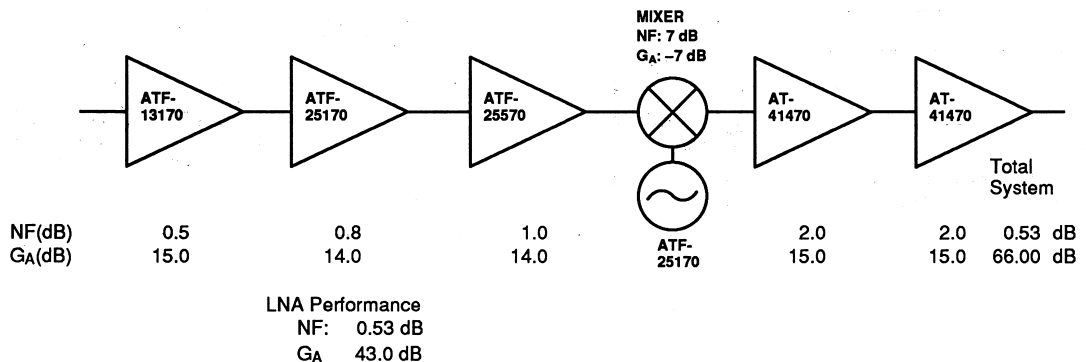 MIXER
NF: 7 dB
GA: –7 dB
ATF-
13170
ATF-
25170
ATF-
25570
AT-
41470
AT-
41470
ATF-
25170
Total
System
NF(dB) 0.5 0.8 1.0 2.0 2.0 0.53 dB
GA(dB) 15.0 14.0 14.0 15.0 15.0 66.00 dB
LNA Performance
NF: 0.53 dB
GA 43.0 dB